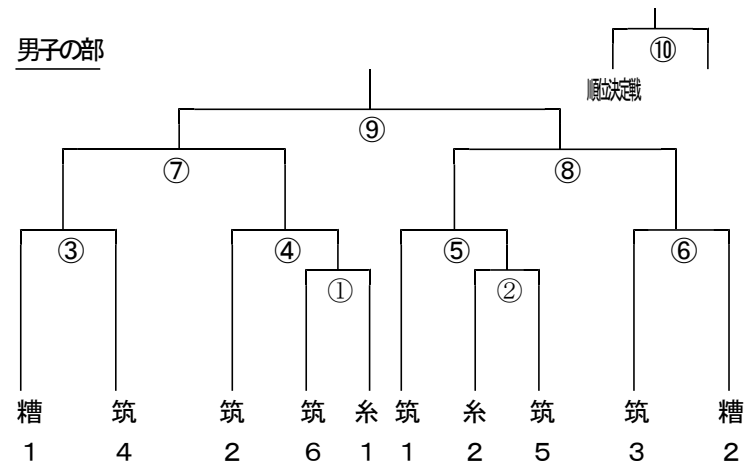 男子の部
⑩
順位決定戦
⑨
⑦ ⑧
③ ④ ⑤ ⑥
① ②
糟 筑 筑 筑 糸 筑 糸 筑 筑 糟
1 4 2 6 1 1 2 5 3 2